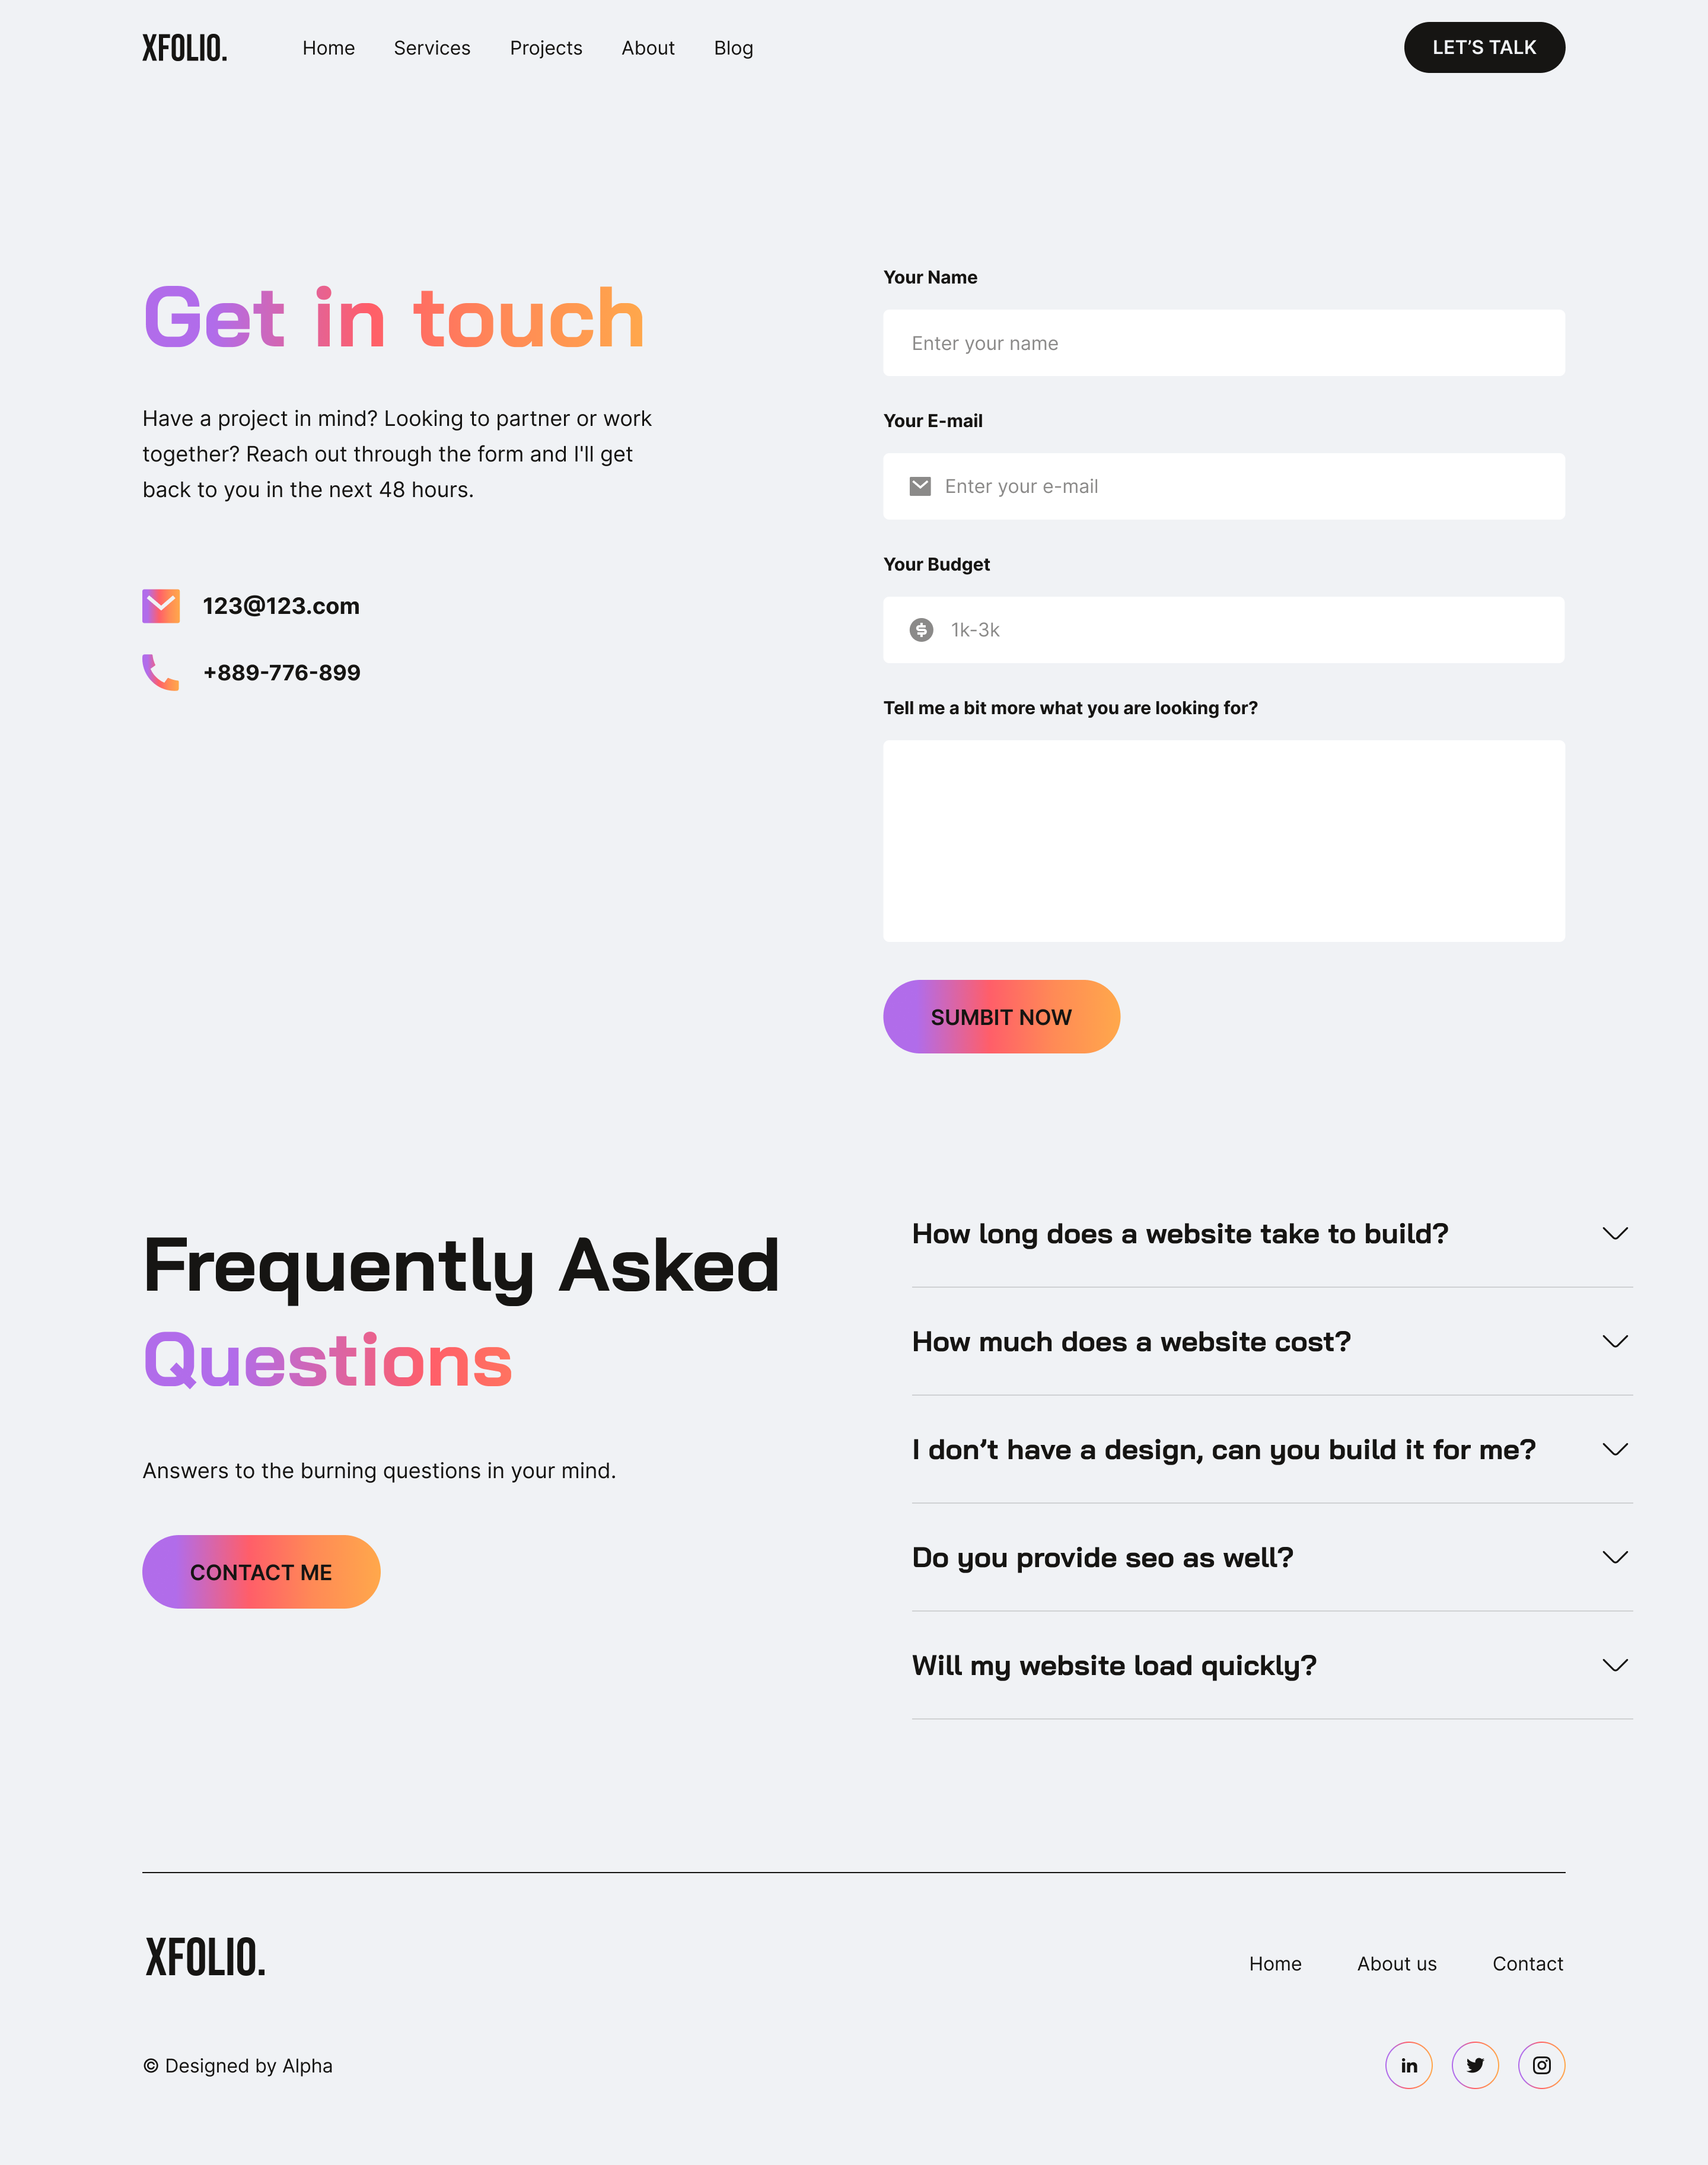 XFOLIO.
Home
Services
Projects
About
Blog
LET’S TALK
Get in touch
Have a project in mind? Looking to partner or work
together? Reach out through the form and I'll get
back to you in the next 48 hours.
123@123.com
+889-776-899
Your Name
Enter your name
Your E-mail
Enter your e-mail
Your Budget
1k-3k
Tell me a bit more what you are looking for?
SUMBIT NOW
Frequently Asked
Questions
Answers to the burning questions in your mind.
CONTACT ME
How long does a website take to build?
How much does a website cost?
I don’t have a design, can you build it for me?
Do you provide seo as well?
Will my website load quickly?
XFOLIO.
Home
About us
Contact
© Designed by Alpha
in